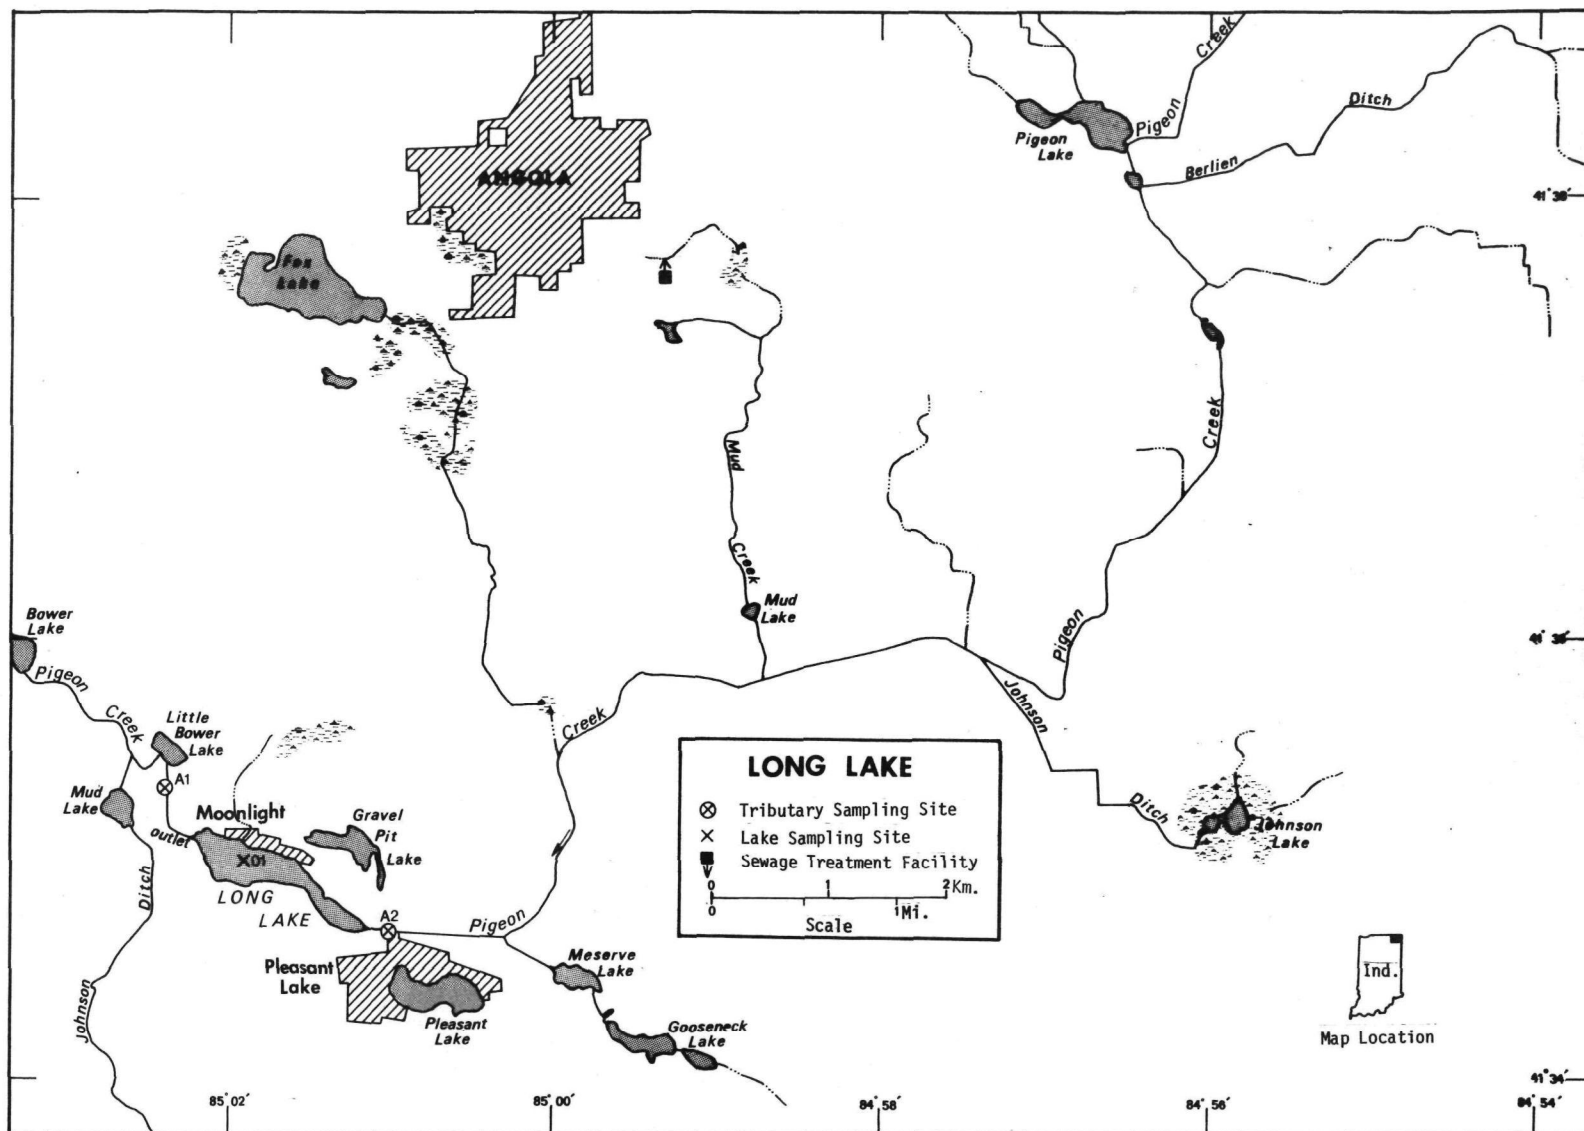 Creek
Pigeon
Ditch
Berlien
Pigeon
Lake
ANGOLA
41° 38'
Fox
Lake
Creek
Mud
Creek
Mud
Lake
Pigeon
41° 36'
Bower
Lake
Pigeon
Creek
Little
Bower
Lake
Creek
Johnson
Ditch
Johnson
Lake
A1
Mud
Lake
outlet
Moonlight
Gravel
Pit
Lake
X01
LONG
LAKE
A2
Pigeon
Ditch
Johnson
Pleasant
Lake
Pleasant
Lake
Meserve
Lake
Gooseneck
Lake
LONG LAKE
Tributary Sampling Site
Lake Sampling Site
Sewage Treatment Facility
0 1 2 Km.
0 1 Mi.
Scale
Ind.
Map Location
41° 34'
85° 02' 85° 00' 84° 58' 84° 56' 84° 54'